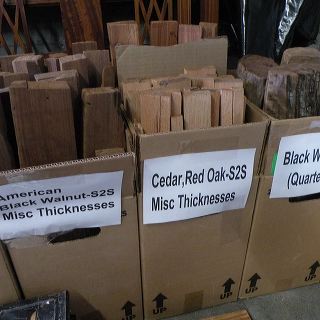 American
Black Walnut-S2S
Misc Thicknesses
Cedar,Red Oak-S2S
Misc Thicknesses
Black W
(Quarte
UP
UP
UP
UP